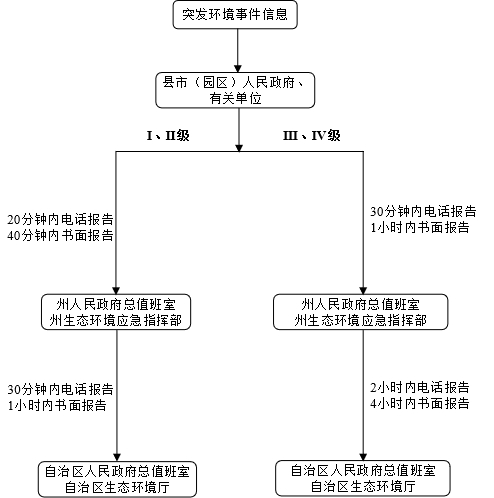 突发环境事件信息
县市（园区）人民政府、
有关单位
I、II级
III、IV级
20分钟内电话报告
40分钟内书面报告
30分钟内电话报告
1小时内书面报告
州人民政府总值班室
州生态环境应急指挥部
州人民政府总值班室
州生态环境应急指挥部
30分钟内电话报告
1小时内书面报告
2小时内电话报告
4小时内书面报告
自治区人民政府总值班室
自治区生态环境厅
自治区人民政府总值班室
自治区生态环境厅